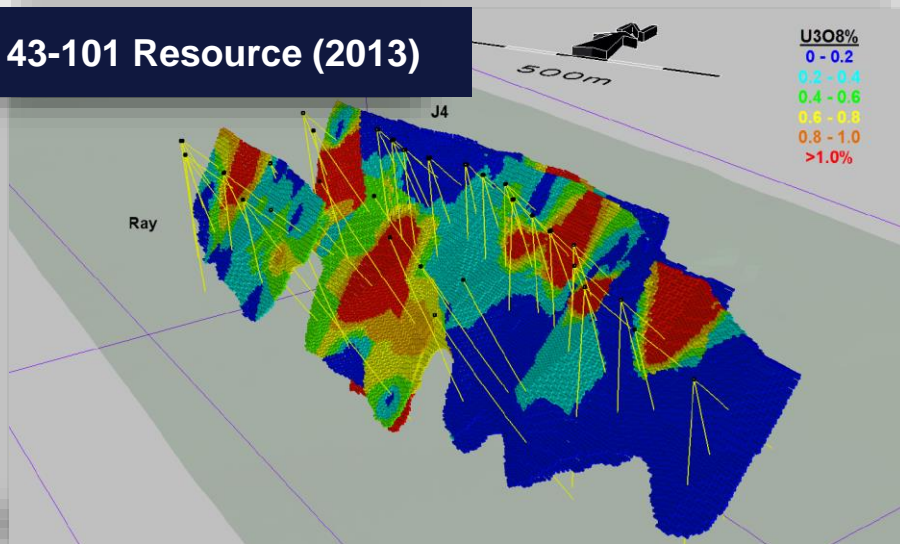 43-101 Resource (2013)
500m
U3O8%
0 - 0.2
0.2 - 0.4
0.4 - 0.6
0.6 - 0.8
0.8 - 1.0
>1.0%
J4
Ray